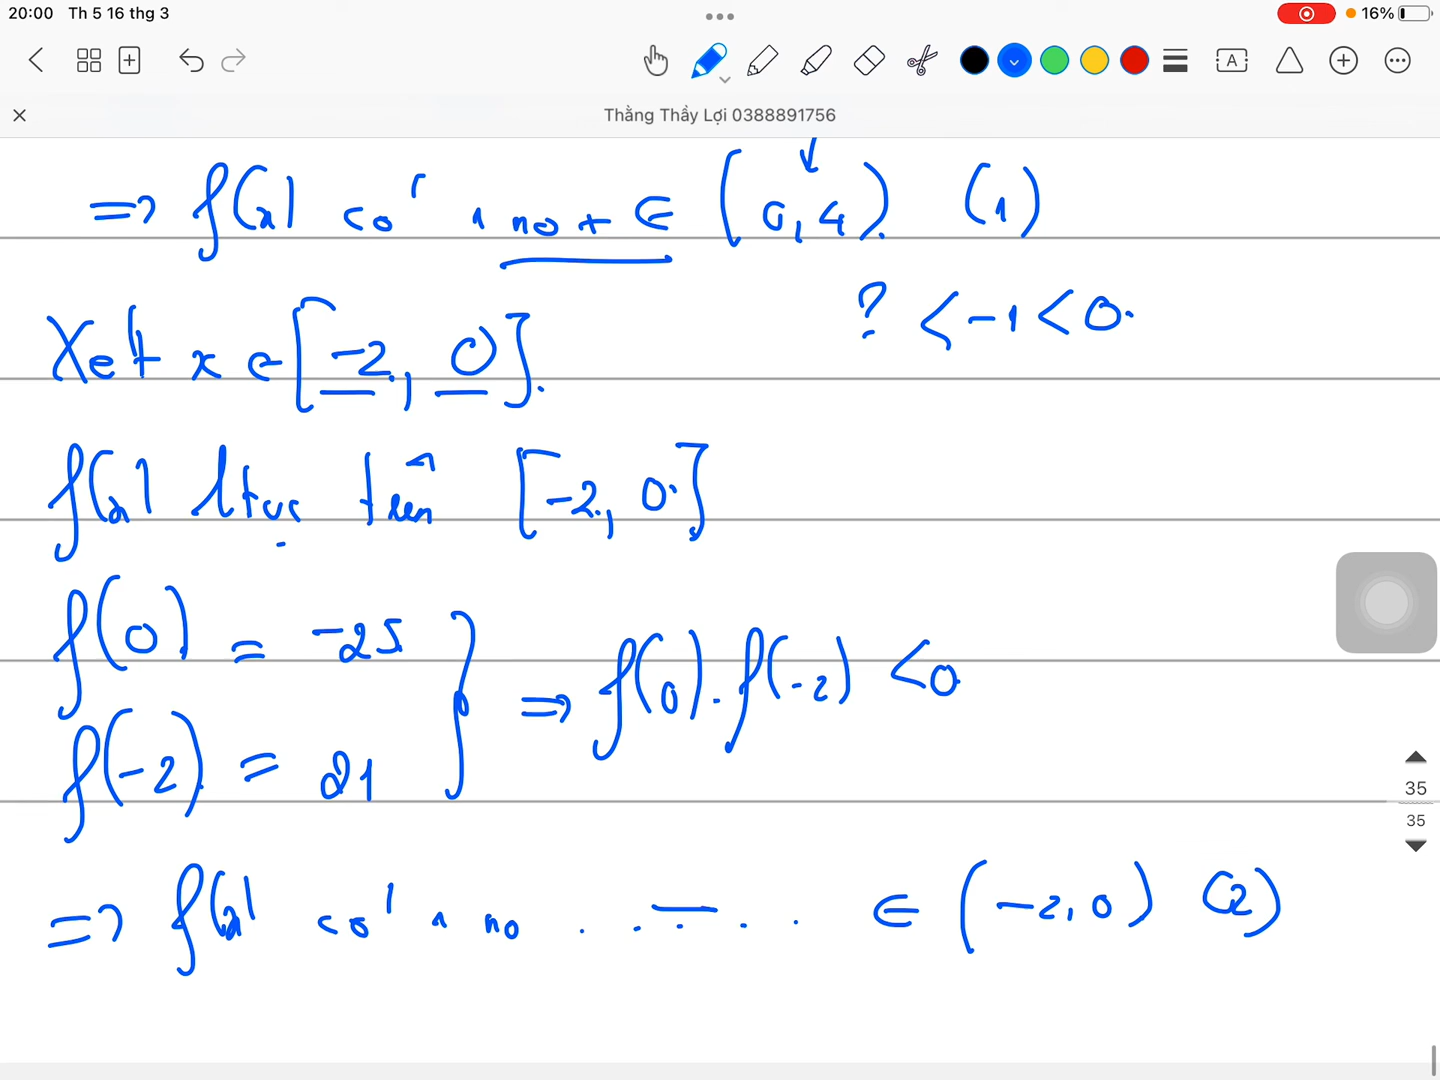 20:00 Th 5 16 thg 3
16%
A
Thằng Thầy Lợi 0388891756
=> f(x) có 1 no + ∈ (0, 4). (1)
? < -1 < 0.
Xét x ∈ [-2, 0].
f(x) ltục trên [-2, 0]
f(0) = -25
f(-2) = 21
=> f(0).f(-2) < 0
35
35
=> f(x) có 1 no . . — . . . ∈ (-2, 0) (2)